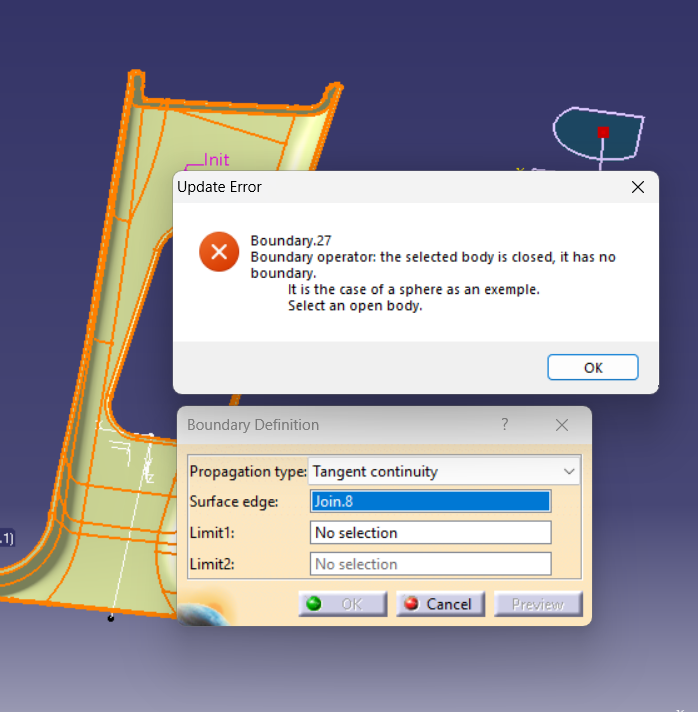 Init
Update Error
Boundary.27
Boundary operator: the selected body is closed, it has no
boundary.
It is the case of a sphere as an exemple.
Select an open body.
OK
Boundary Definition ?
Propagation type: Tangent continuity
Surface edge: Join.8
Limit1: No selection
Limit2: No selection
OK Cancel Preview
.1)